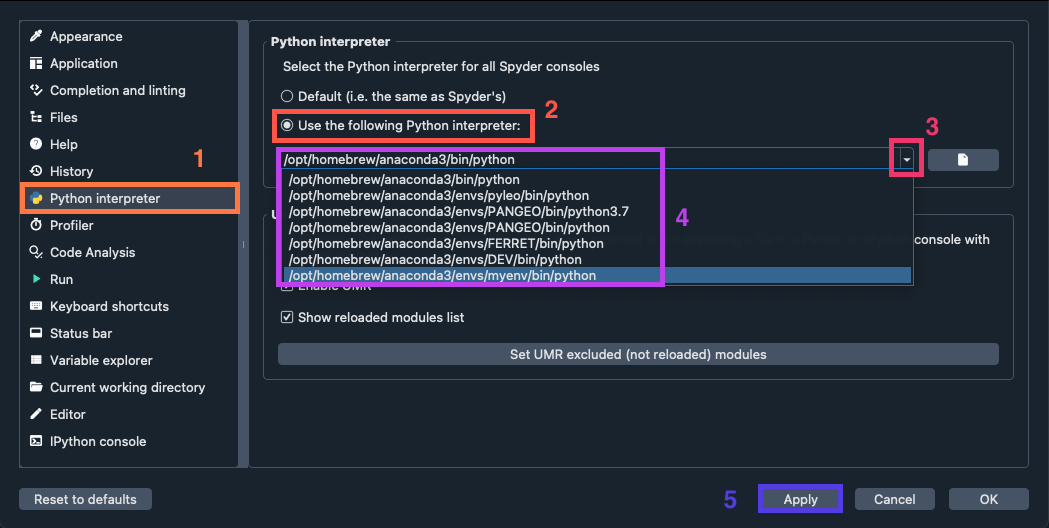 Appearance
Application
Completion and linting
Files
Help
History
1
Python interpreter
Profiler
Code Analysis
Run
Keyboard shortcuts
Status bar
Variable explorer
Current working directory
Editor
IPython console
Python interpreter
Select the Python interpreter for all Spyder consoles
Default (i.e. the same as Spyder's)
2
Use the following Python interpreter:
3
/opt/homebrew/anaconda3/bin/python
/opt/homebrew/anaconda3/bin/python
/opt/homebrew/anaconda3/envs/pyleo/bin/python
/opt/homebrew/anaconda3/envs/PANGEO/bin/python3.7
/opt/homebrew/anaconda3/envs/PANGEO/bin/python
/opt/homebrew/anaconda3/envs/FERRET/bin/python
/opt/homebrew/anaconda3/envs/DEV/bin/python
/opt/homebrew/anaconda3/envs/myenv/bin/python
4
U
console with
Enable UMR
Show reloaded modules list
Set UMR excluded (not reloaded) modules
Reset to defaults
5
Apply
Cancel
OK